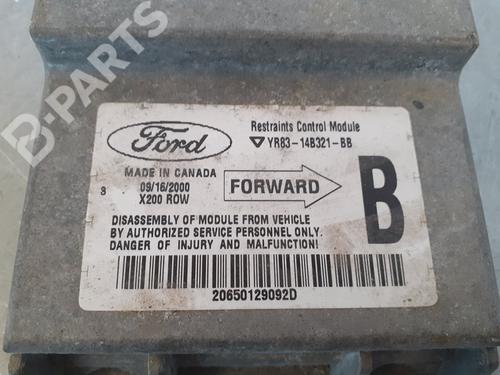 B-PARTS
Ford
Restraints Control Module
YR83-14B321-BB
MADE IN CANADA
09/16/2000
X200 ROW
FORWARD
B
DISASSEMBLY OF MODULE FROM VEHICLE
BY AUTHORIZED SERVICE PERSONNEL ONLY.
DANGER OF INJURY AND MALFUNCTION!
20650129092D